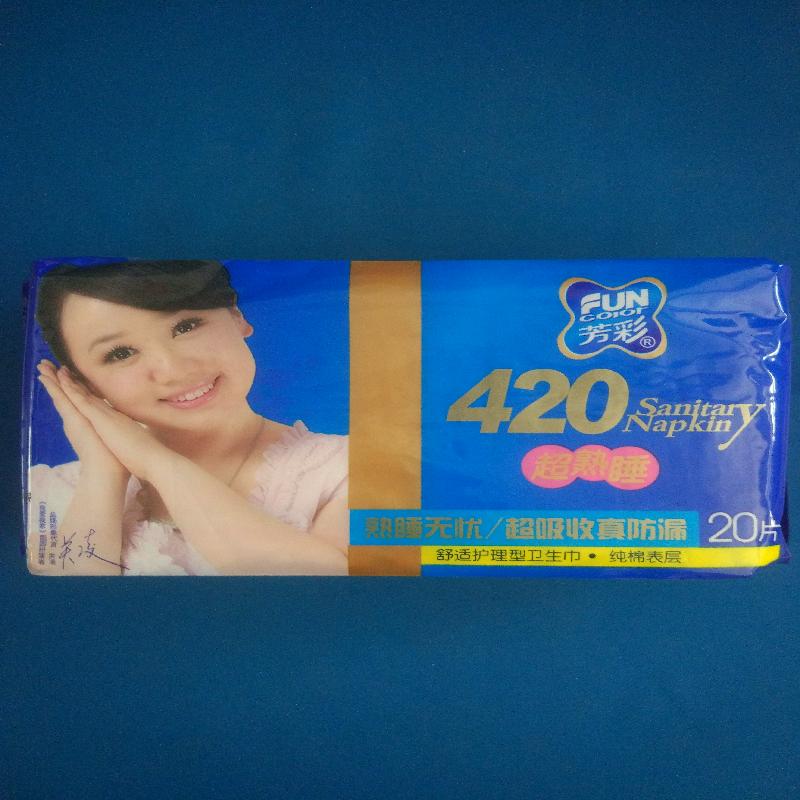 FUN
COlOr
芳彩®
420 Sanitary
Napkin
超熟睡
熟睡无忧/超吸收真防漏 20片
舒适护理型卫生巾·纯棉表层